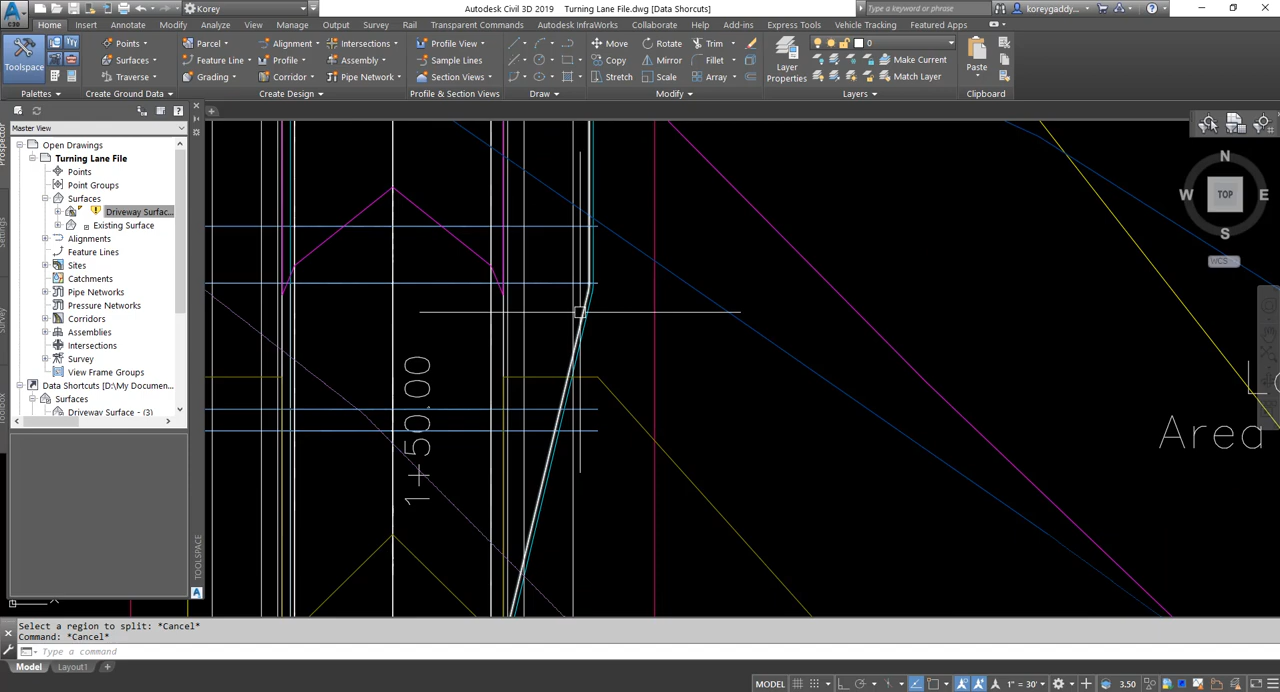 Korey
Autodesk Civil 3D 2019 Turning Lane File.dwg [Data Shortcuts]
Type a keyword or phrase
koreygaddy...
C3D
Home Insert Annotate Modify Analyze View Manage Output Survey Rail Transparent Commands Autodesk InfraWorks Collaborate Help Add-ins Express Tools Vehicle Tracking Featured Apps
Toolspace
Points
Surfaces
Traverse
Parcel
Feature Line
Grading
Alignment
Profile
Corridor
Intersections
Assembly
Pipe Network
Profile View
Sample Lines
Section Views
Move
Copy
Stretch
Rotate
Mirror
Scale
Trim
Fillet
Array
Layer
Properties
0
Make Current
Match Layer
Paste
Palettes
Create Ground Data
Create Design
Profile & Section Views
Draw
Modify
Layers
Clipboard
Master View
Prospector
Settings
Survey
Toolbox
Open Drawings
Turning Lane File
Points
Point Groups
Surfaces
Driveway Surfac...
Existing Surface
Alignments
Feature Lines
Sites
Catchments
Pipe Networks
Pressure Networks
Corridors
Assemblies
Intersections
Survey
View Frame Groups
Data Shortcuts [D:\My Documen...
Surfaces
Driveway Surface - (3)
TOOLSPACE
N
W TOP E
S
WCS
1+50.00
Area
Select a region to split: *Cancel*
Command: *Cancel*
Type a command
Model Layout1
MODEL
1" = 30'
3.50